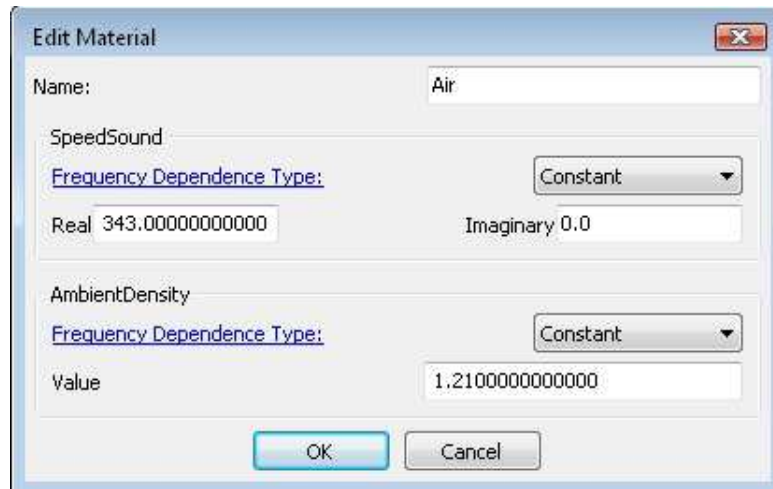 Edit Material
Name: Air
SpeedSound
Frequency Dependence Type: Constant
Real 343.00000000000 Imaginary 0.0
AmbientDensity
Frequency Dependence Type: Constant
Value 1.2100000000000
OK Cancel